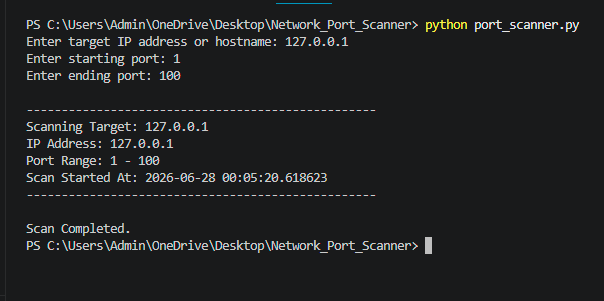 PS C:\Users\Admin\OneDrive\Desktop\Network_Port_Scanner> python port_scanner.py
Enter target IP address or hostname: 127.0.0.1
Enter starting port: 1
Enter ending port: 100
--------------------------------------------------
Scanning Target: 127.0.0.1
IP Address: 127.0.0.1
Port Range: 1 - 100
Scan Started At: 2026-06-28 00:05:20.618623
--------------------------------------------------
Scan Completed.
PS C:\Users\Admin\OneDrive\Desktop\Network_Port_Scanner>